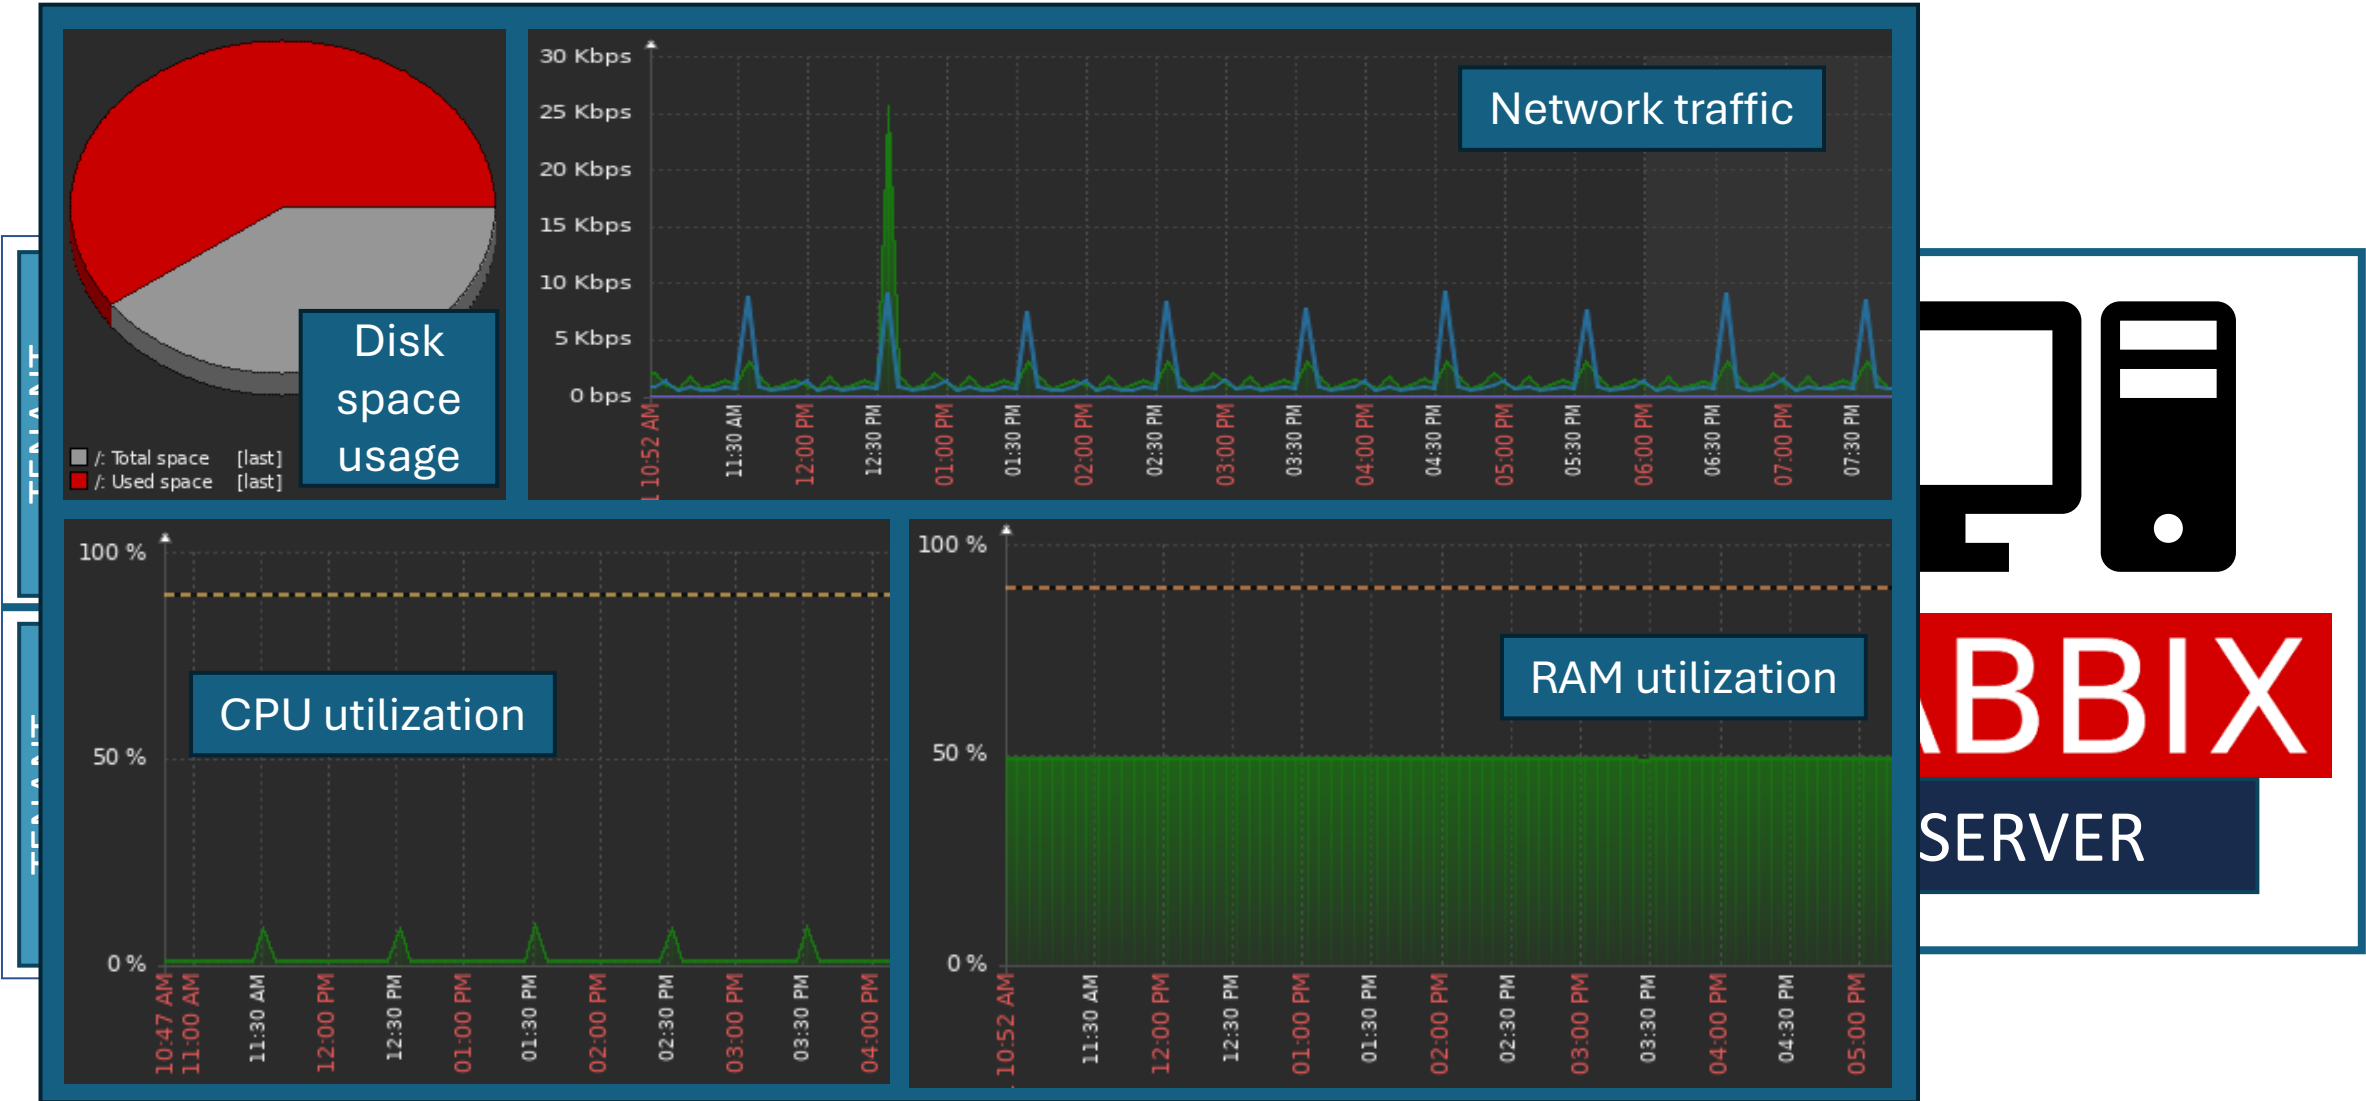 Disk
space
usage
/: Total space [last]
/: Used space [last]
30 Kbps
25 Kbps
20 Kbps
15 Kbps
10 Kbps
5 Kbps
0 bps
Network traffic
10:52 AM
11:30 AM
12:00 PM
12:30 PM
01:00 PM
01:30 PM
02:00 PM
02:30 PM
03:00 PM
03:30 PM
04:00 PM
04:30 PM
05:00 PM
05:30 PM
06:00 PM
06:30 PM
07:00 PM
07:30 PM
100 %
50 %
0 %
CPU utilization
10:47 AM
11:00 AM
11:30 AM
12:00 PM
12:30 PM
01:00 PM
01:30 PM
02:00 PM
02:30 PM
03:00 PM
03:30 PM
04:00 PM
100 %
50 %
0 %
RAM utilization
10:52 AM
11:30 AM
12:00 PM
12:30 PM
01:00 PM
01:30 PM
02:00 PM
02:30 PM
03:00 PM
03:30 PM
04:00 PM
04:30 PM
05:00 PM
ABBIX
SERVER